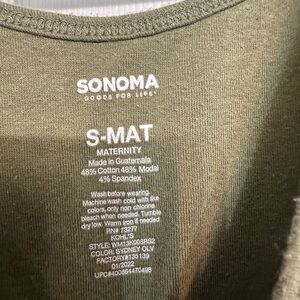 SONOMA
GOODS FOR LIFE
S-MAT
MATERNITY
Made in Guatemala
48% Cotton 48% Modal
4% Spandex
Wash before wearing.
Machine wash cold with like
colors, only non chlorine
bleach when needed. Tumble
dry low. Warm iron if needed
RN# 73277
KOHL'S
STYLE: WM13K008RS2
COLOR: SYDNEY OLV
FACTORY#135139
01/2022
UPC#400864470498